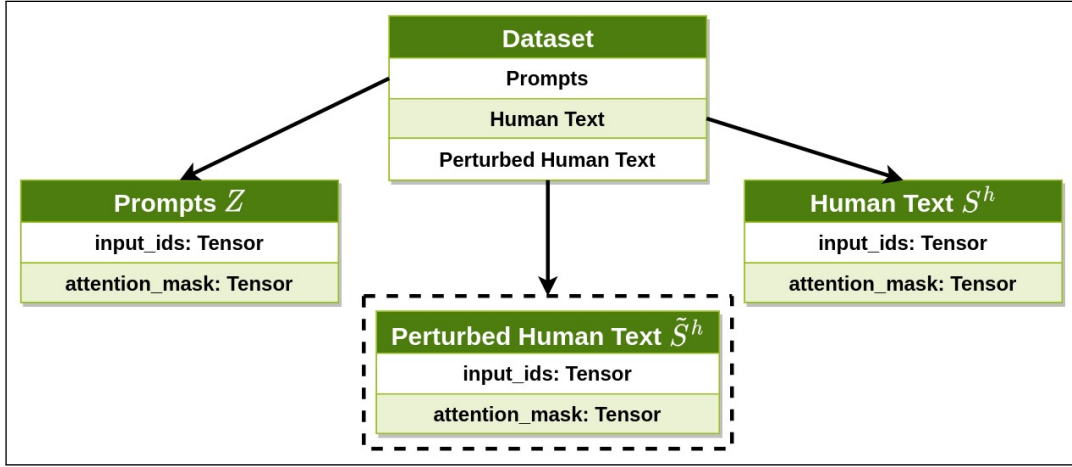 Dataset
Prompts
Human Text
Perturbed Human Text
Prompts Z
input_ids: Tensor
attention_mask: Tensor
Human Text S^h
input_ids: Tensor
attention_mask: Tensor
Perturbed Human Text S̃^h
input_ids: Tensor
attention_mask: Tensor